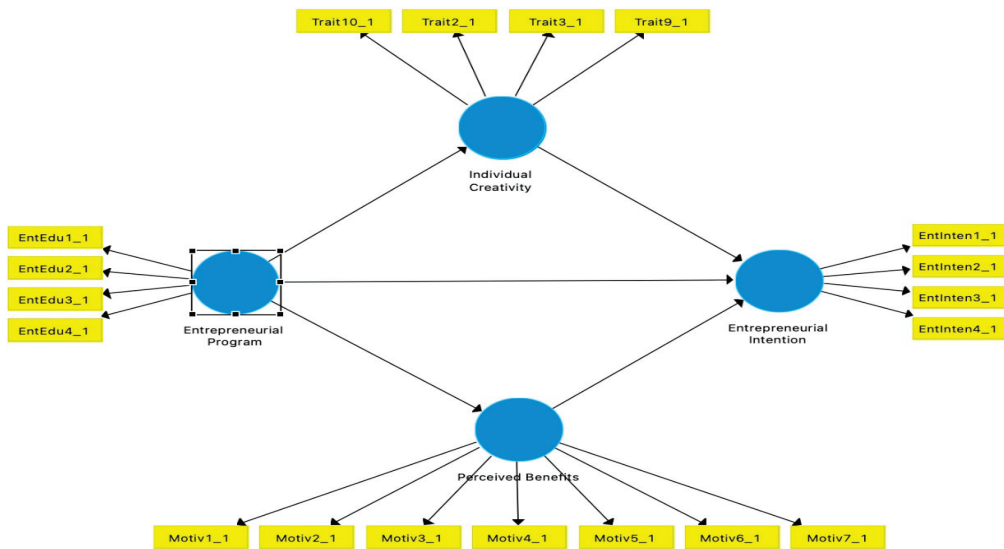 Trait10_1
Trait2_1
Trait3_1
Trait9_1
Individual
Creativity
EntEdu1_1
EntEdu2_1
EntEdu3_1
EntEdu4_1
Entrepreneurial
Program
EntInten1_1
EntInten2_1
EntInten3_1
EntInten4_1
Entrepreneurial
Intention
Perceived Benefits
Motiv1_1
Motiv2_1
Motiv3_1
Motiv4_1
Motiv5_1
Motiv6_1
Motiv7_1